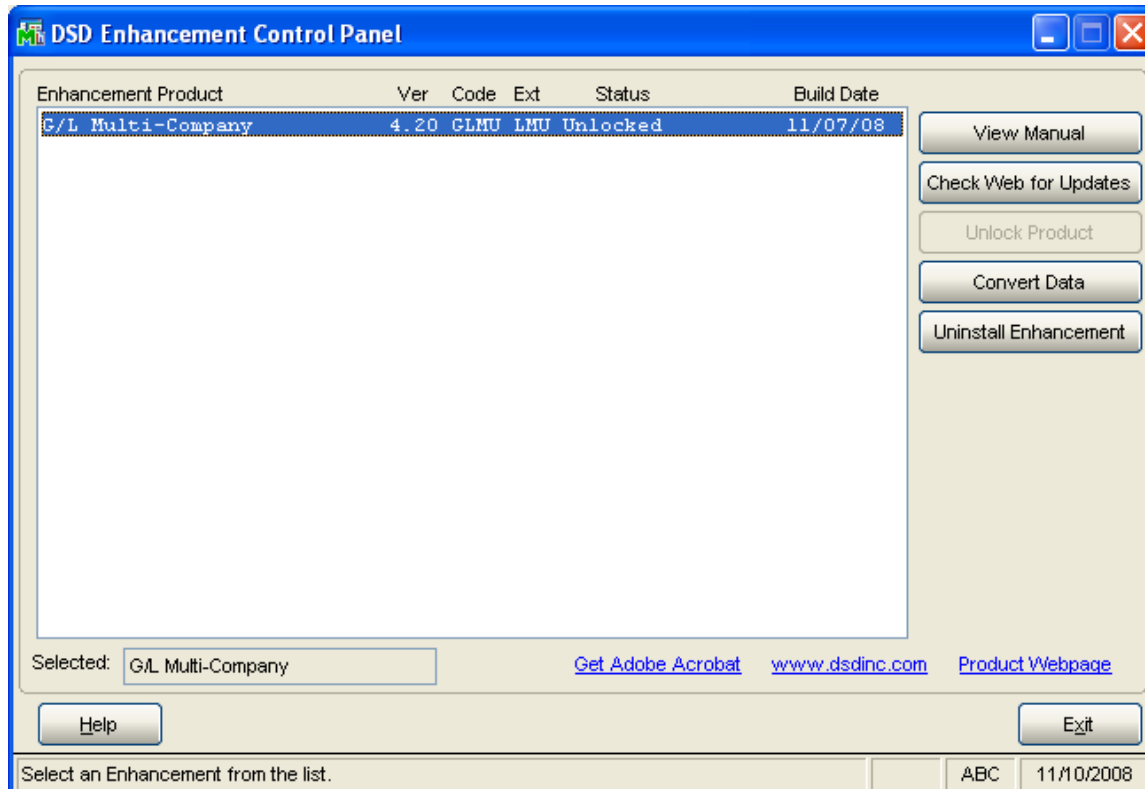 DSD Enhancement Control Panel
Enhancement Product Ver Code Ext Status Build Date
G/L Multi-Company 4.20 GLMU LMU Unlocked 11/07/08
View Manual
Check Web for Updates
Unlock Product
Convert Data
Uninstall Enhancement
Selected: G/L Multi-Company Get Adobe Acrobat www.dsdinc.com Product Webpage
Help Exit
Select an Enhancement from the list. ABC 11/10/2008